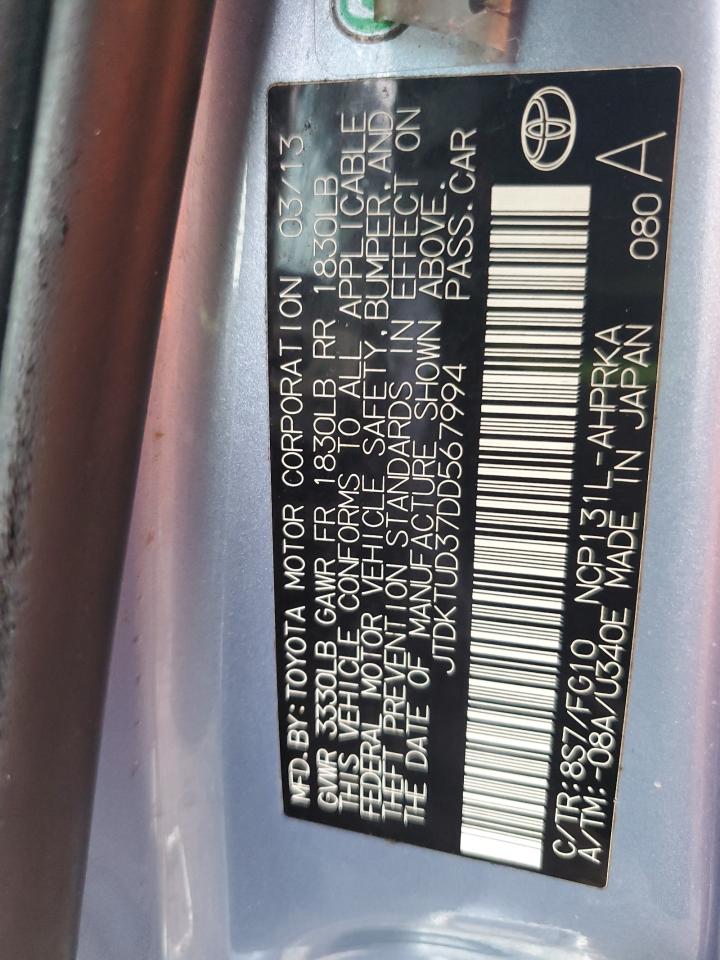 MFD.BY:TOYOTA MOTOR CORPORATION 03/13
GVWR 3330LB GAWR FR 1830LB RR 1830LB
THIS VEHICLE CONFORMS TO ALL APPLICABLE
FEDERAL MOTOR VEHICLE SAFETY,BUMPER,AND
THEFT PREVENTION STANDARDS IN EFFECT ON
THE DATE OF MANUFACTURE SHOWN ABOVE.
JTDKTUD37DD567994 PASS.CAR
C/TR:8S7/FG10 NCP131L-AHPRKA 080 A
A/TM:-08A/U340E MADE IN JAPAN